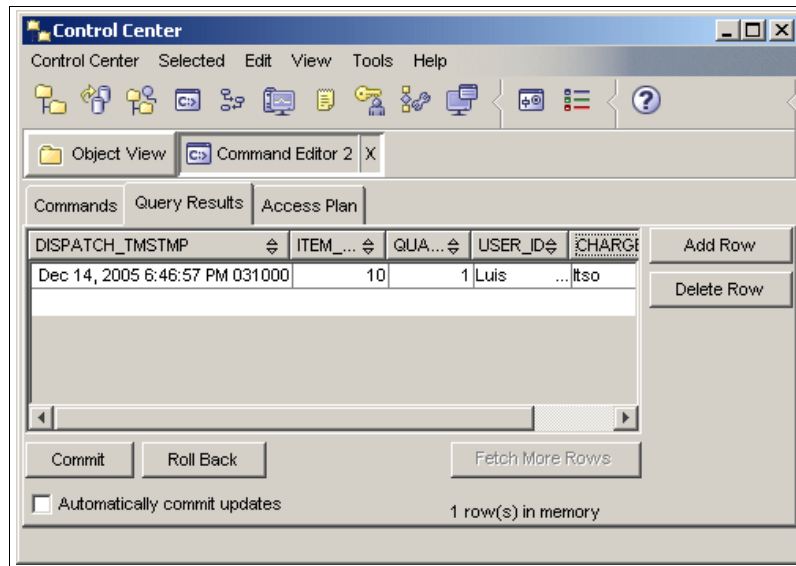 Control Center
Control Center Selected Edit View Tools Help
Object View Command Editor 2 X
Commands Query Results Access Plan
DISPATCH_TMSTMP ITEM_... QUA... USER_ID CHARGE
Dec 14, 2005 6:46:57 PM 031000 10 1 Luis ... Itso
Add Row
Delete Row
Commit Roll Back Fetch More Rows
Automatically commit updates
1 row(s) in memory